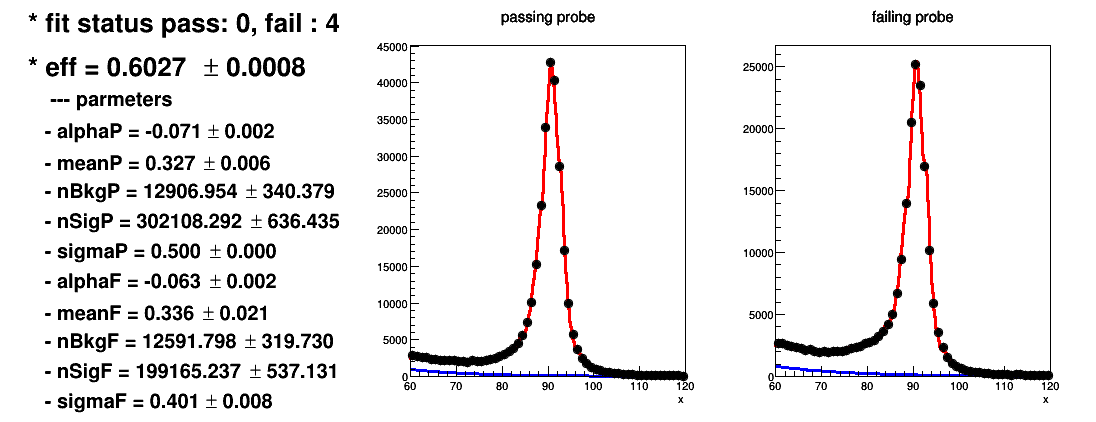 * fit status pass: 0, fail : 4
* eff = 0.6027 ± 0.0008
--- parmeters
- alphaP = -0.071 ± 0.002
- meanP = 0.327 ± 0.006
- nBkgP = 12906.954 ± 340.379
- nSigP = 302108.292 ± 636.435
- sigmaP = 0.500 ± 0.000
- alphaF = -0.063 ± 0.002
- meanF = 0.336 ± 0.021
- nBkgF = 12591.798 ± 319.730
- nSigF = 199165.237 ± 537.131
- sigmaF = 0.401 ± 0.008
passing probe
45000
40000
35000
30000
25000
20000
15000
10000
5000
0
60 70 80 90 100 110 120
x
failing probe
25000
20000
15000
10000
5000
0
60 70 80 90 100 110 120
x